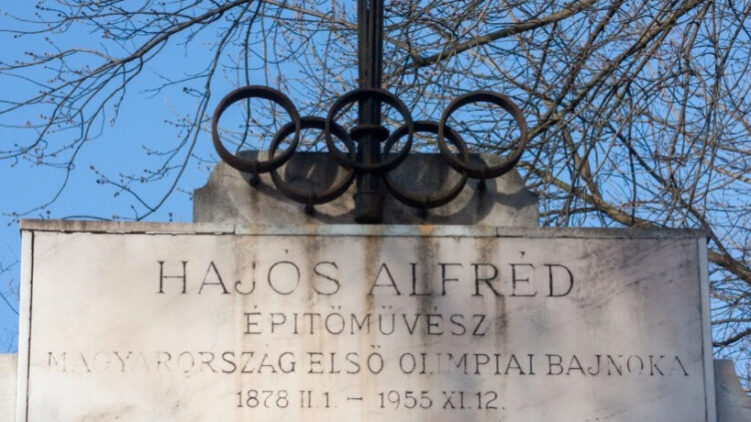 HAJÓS ALFRÉD
ÉPITŐMŰVÉSZ
MAGYARORSZÁG ELSŐ OLIMPIAI BAJNOKA
1878 II.1. – 1955 XI.12.